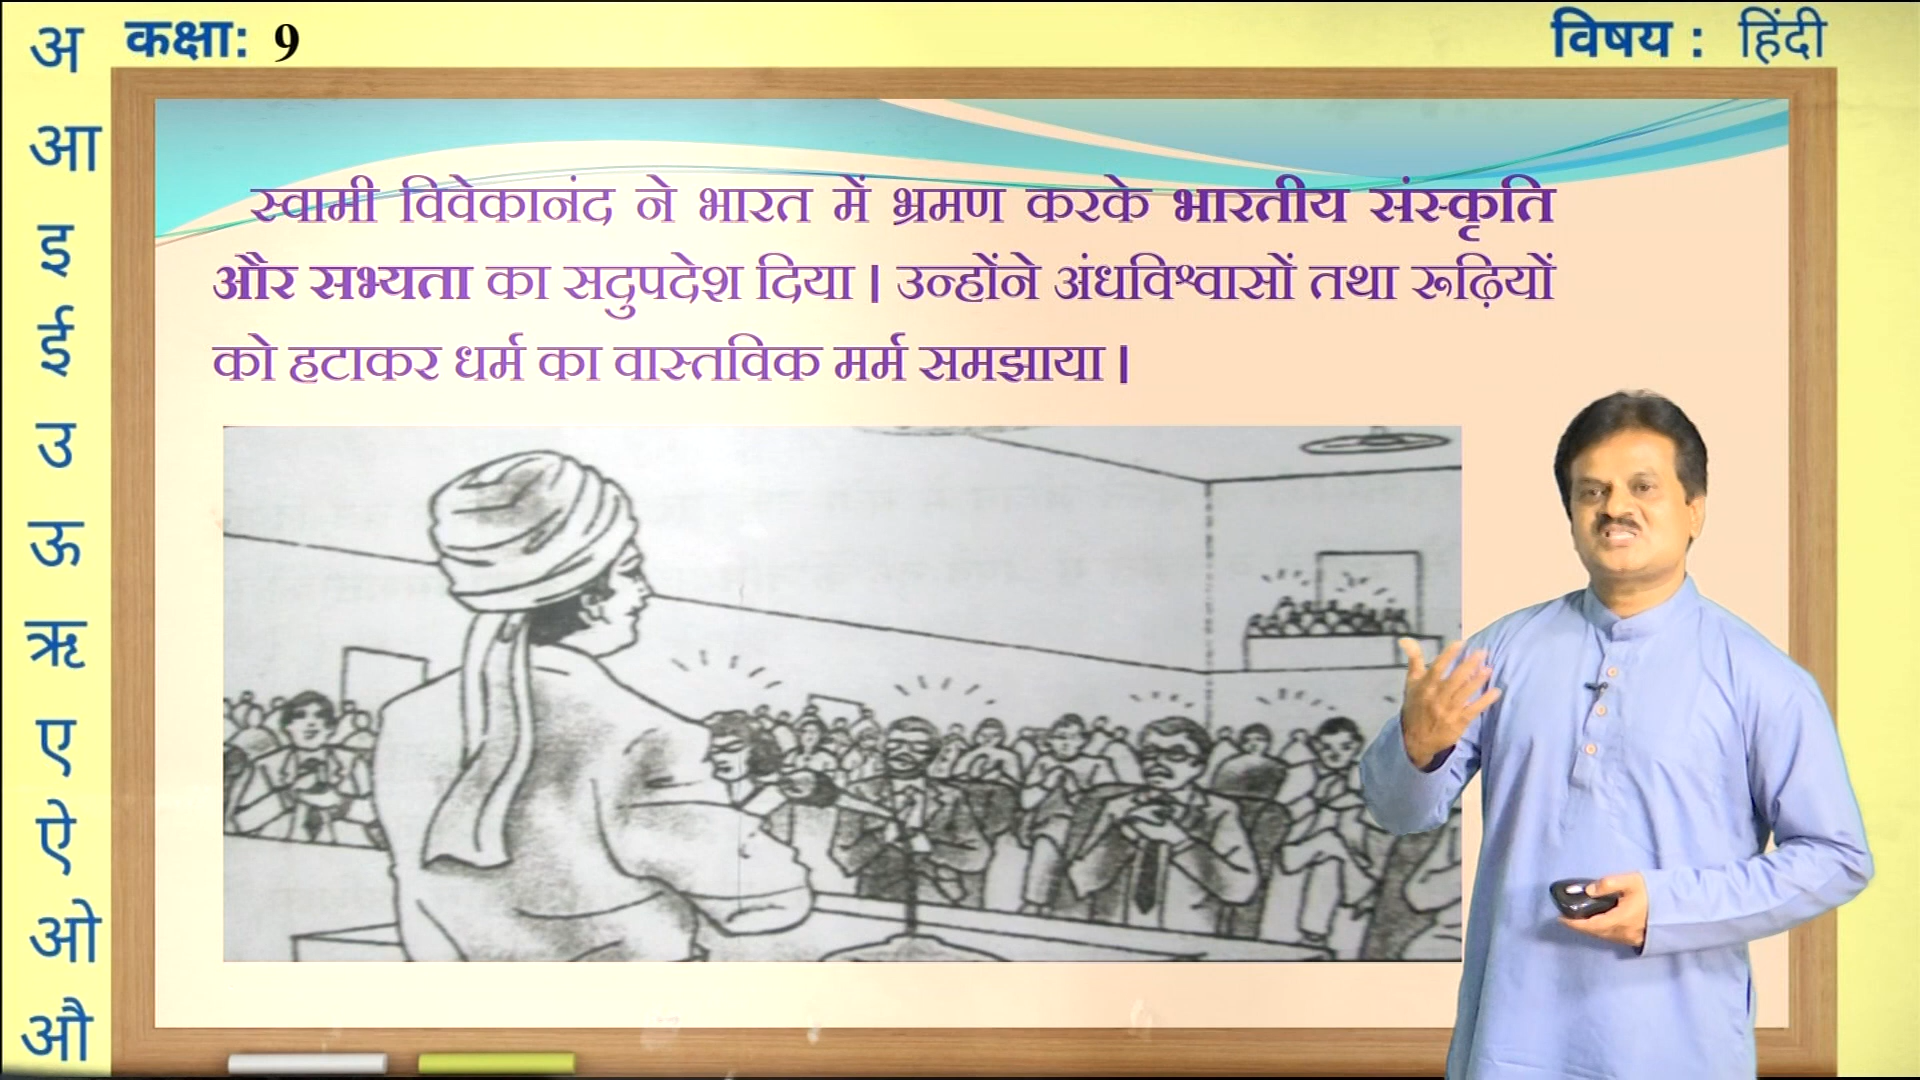 कक्षाः 9
विषय : हिंदी
अ
आ
इ
ई
उ
ऊ
ऋ
ए
ऐ
ओ
औ
स्वामी विवेकानंद ने भारत में भ्रमण करके भारतीय संस्कृति
और सभ्यता का सदुपदेश दिया । उन्होंने अंधविश्वासों तथा रूढ़ियों
को हटाकर धर्म का वास्तविक मर्म समझाया ।